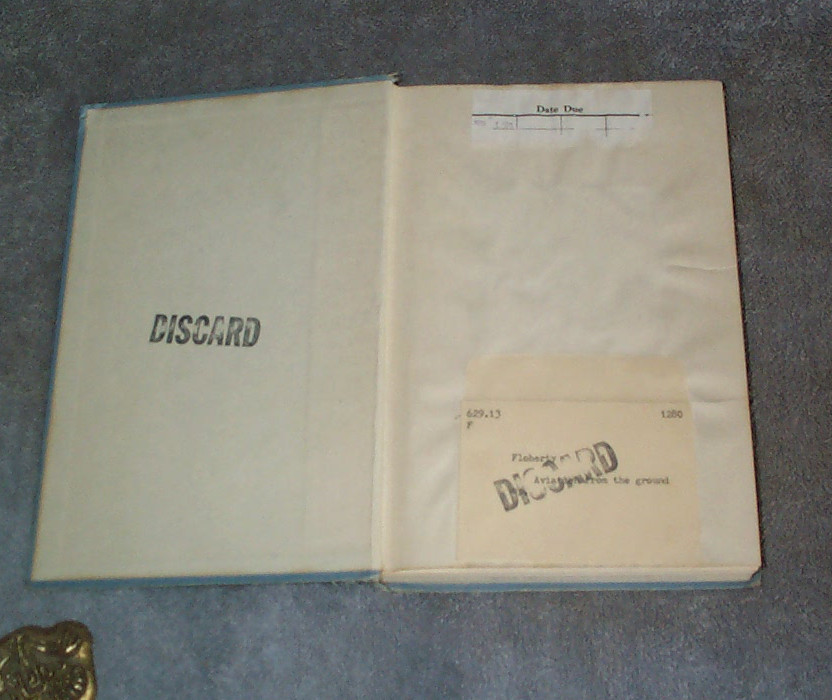 DISCARD
Date Due
629.13 1280
F
Floherty
DISCARD
Aviation from the ground